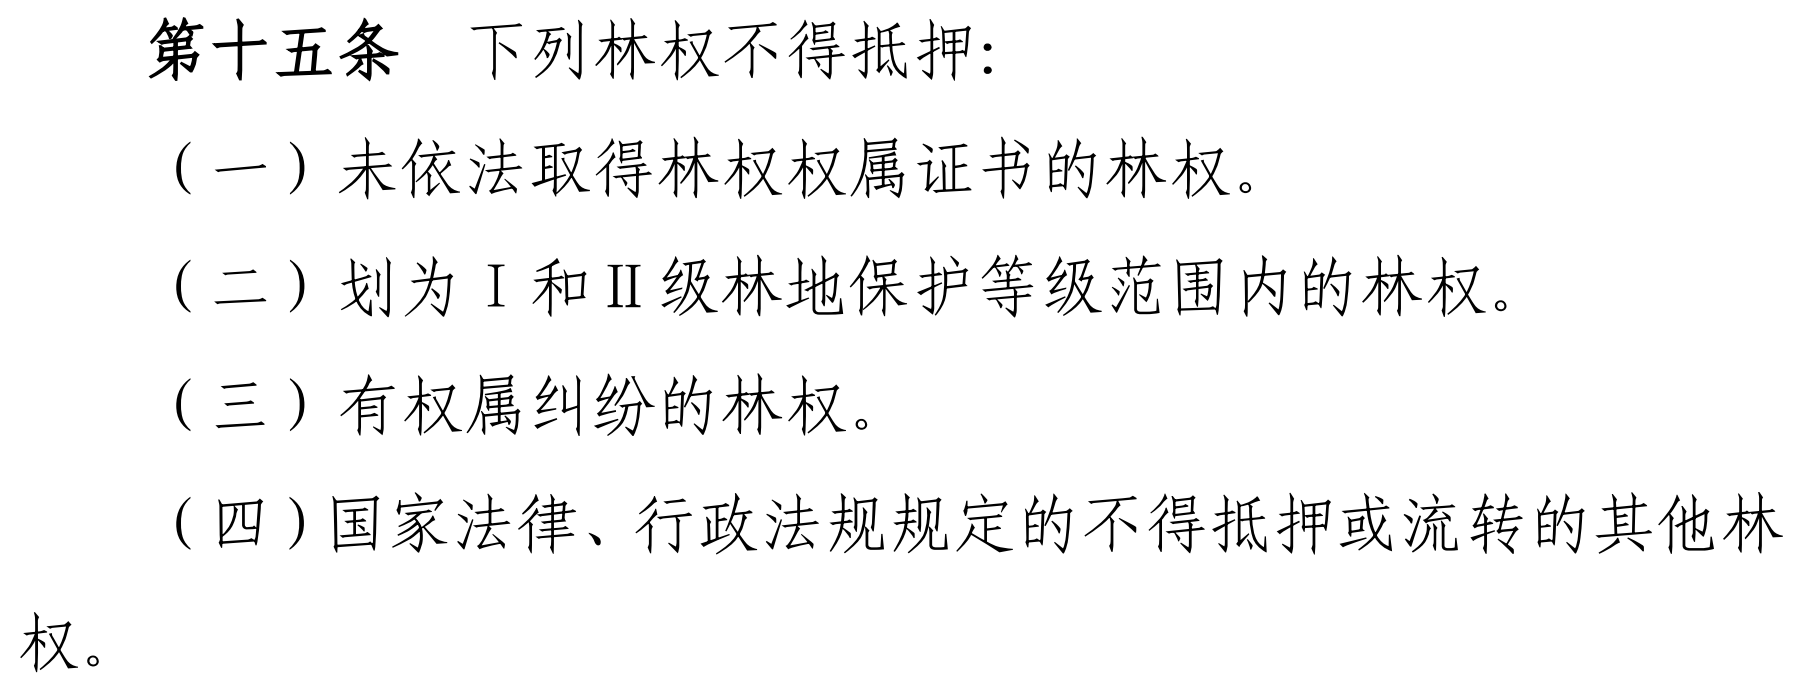 第十五条　下列林权不得抵押：
（一）未依法取得林权权属证书的林权。
（二）划为Ⅰ和Ⅱ级林地保护等级范围内的林权。
（三）有权属纠纷的林权。
（四）国家法律、行政法规规定的不得抵押或流转的其他林
权。